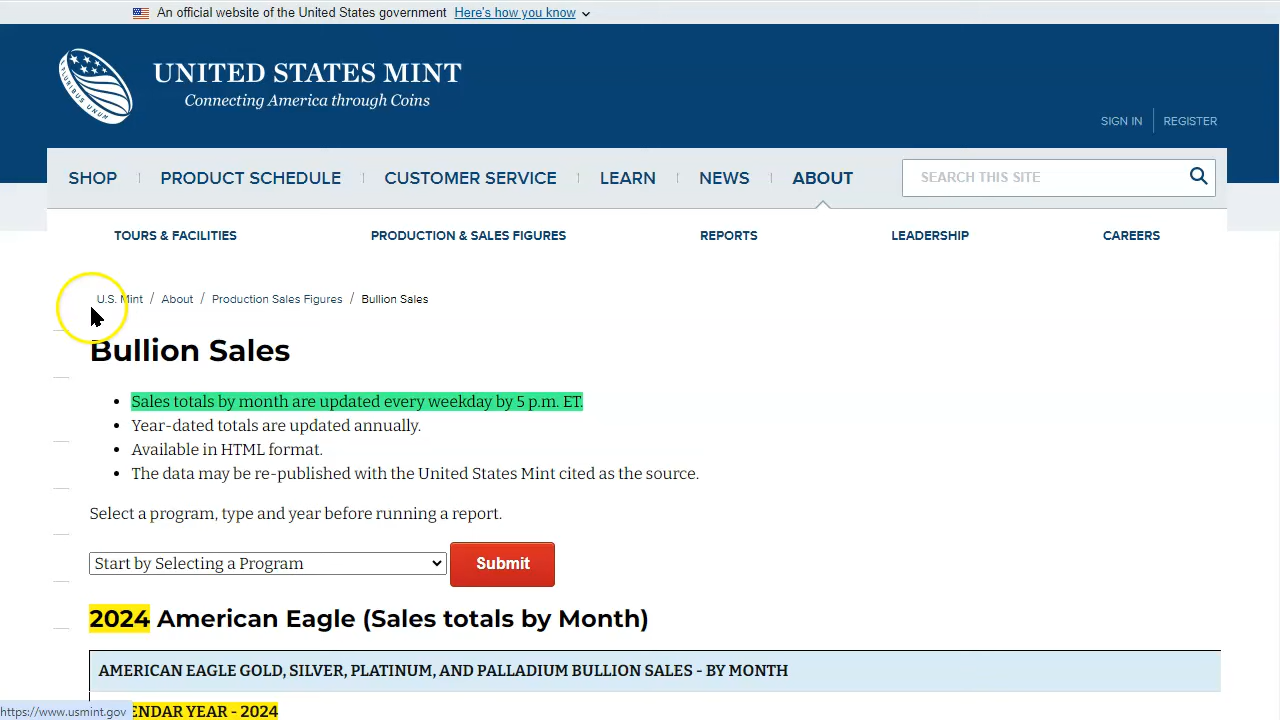 An official website of the United States government Here's how you know
UNITED STATES MINT
Connecting America through Coins
SIGN IN REGISTER
SHOP PRODUCT SCHEDULE CUSTOMER SERVICE LEARN NEWS ABOUT SEARCH THIS SITE
TOURS & FACILITIES PRODUCTION & SALES FIGURES REPORTS LEADERSHIP CAREERS
U.S. Mint / About / Production Sales Figures / Bullion Sales
Bullion Sales
• Sales totals by month are updated every weekday by 5 p.m. ET.
• Year-dated totals are updated annually.
• Available in HTML format.
• The data may be re-published with the United States Mint cited as the source.
Select a program, type and year before running a report.
Start by Selecting a Program Submit
2024 American Eagle (Sales totals by Month)
AMERICAN EAGLE GOLD, SILVER, PLATINUM, AND PALLADIUM BULLION SALES - BY MONTH
ENDAR YEAR - 2024
https://www.usmint.gov